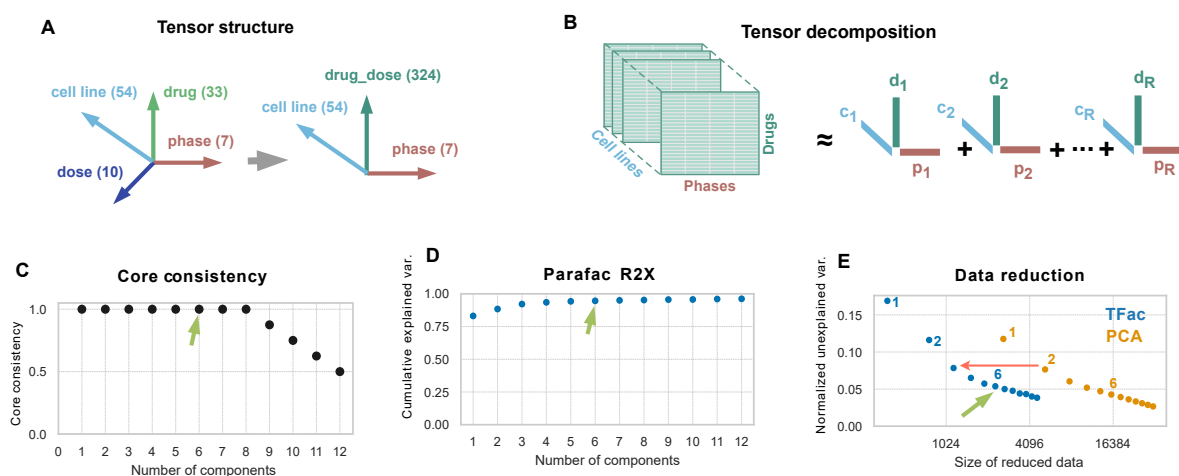 A
Tensor structure
cell line (54)
drug (33)
phase (7)
dose (10)
drug_dose (324)
cell line (54)
phase (7)
B
Tensor decomposition
Cell lines
Phases
Drugs
≈
c1
d1
p1
+
c2
d2
p2
+ ... +
cR
dR
pR
C
Core consistency
Core consistency
1.0
0.5
0.0
0 1 2 3 4 5 6 7 8 9 10 11 12
Number of components
D
Parafac R2X
Cumulative explained var.
1.00
0.75
0.50
0.25
0.00
1 2 3 4 5 6 7 8 9 10 11 12
Number of components
E
Data reduction
Normalized unexplained var.
0.15
0.10
0.05
0.00
1
2
6
1
2
6
TFac
PCA
1024 4096 16384
Size of reduced data